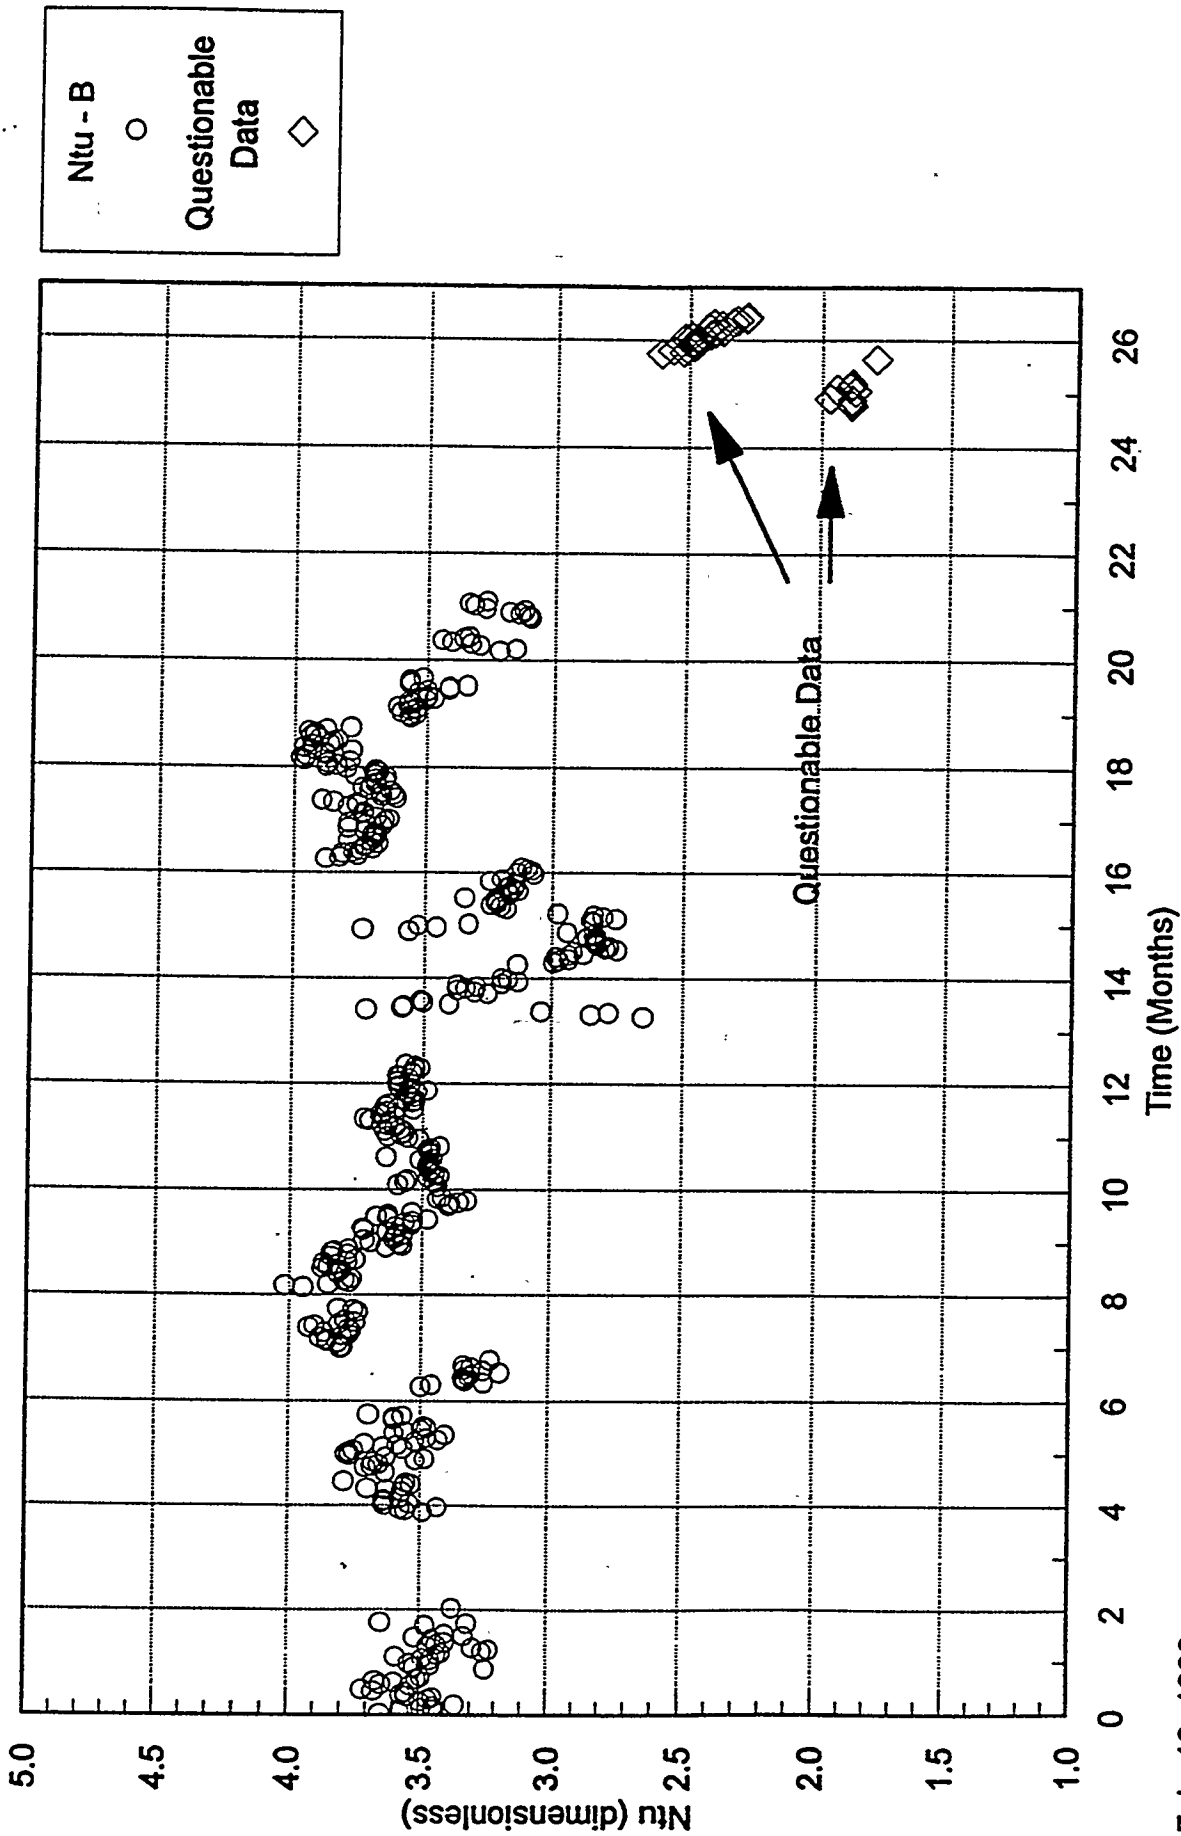 Ntu - B
Questionable
Data
5.0
4.5
4.0
3.5
3.0
2.5
2.0
1.5
1.0
Ntu (dimensionless)
Questionable Data
0 2 4 6 8 10 12 14 16 18 20 22 24 26
Time (Months)